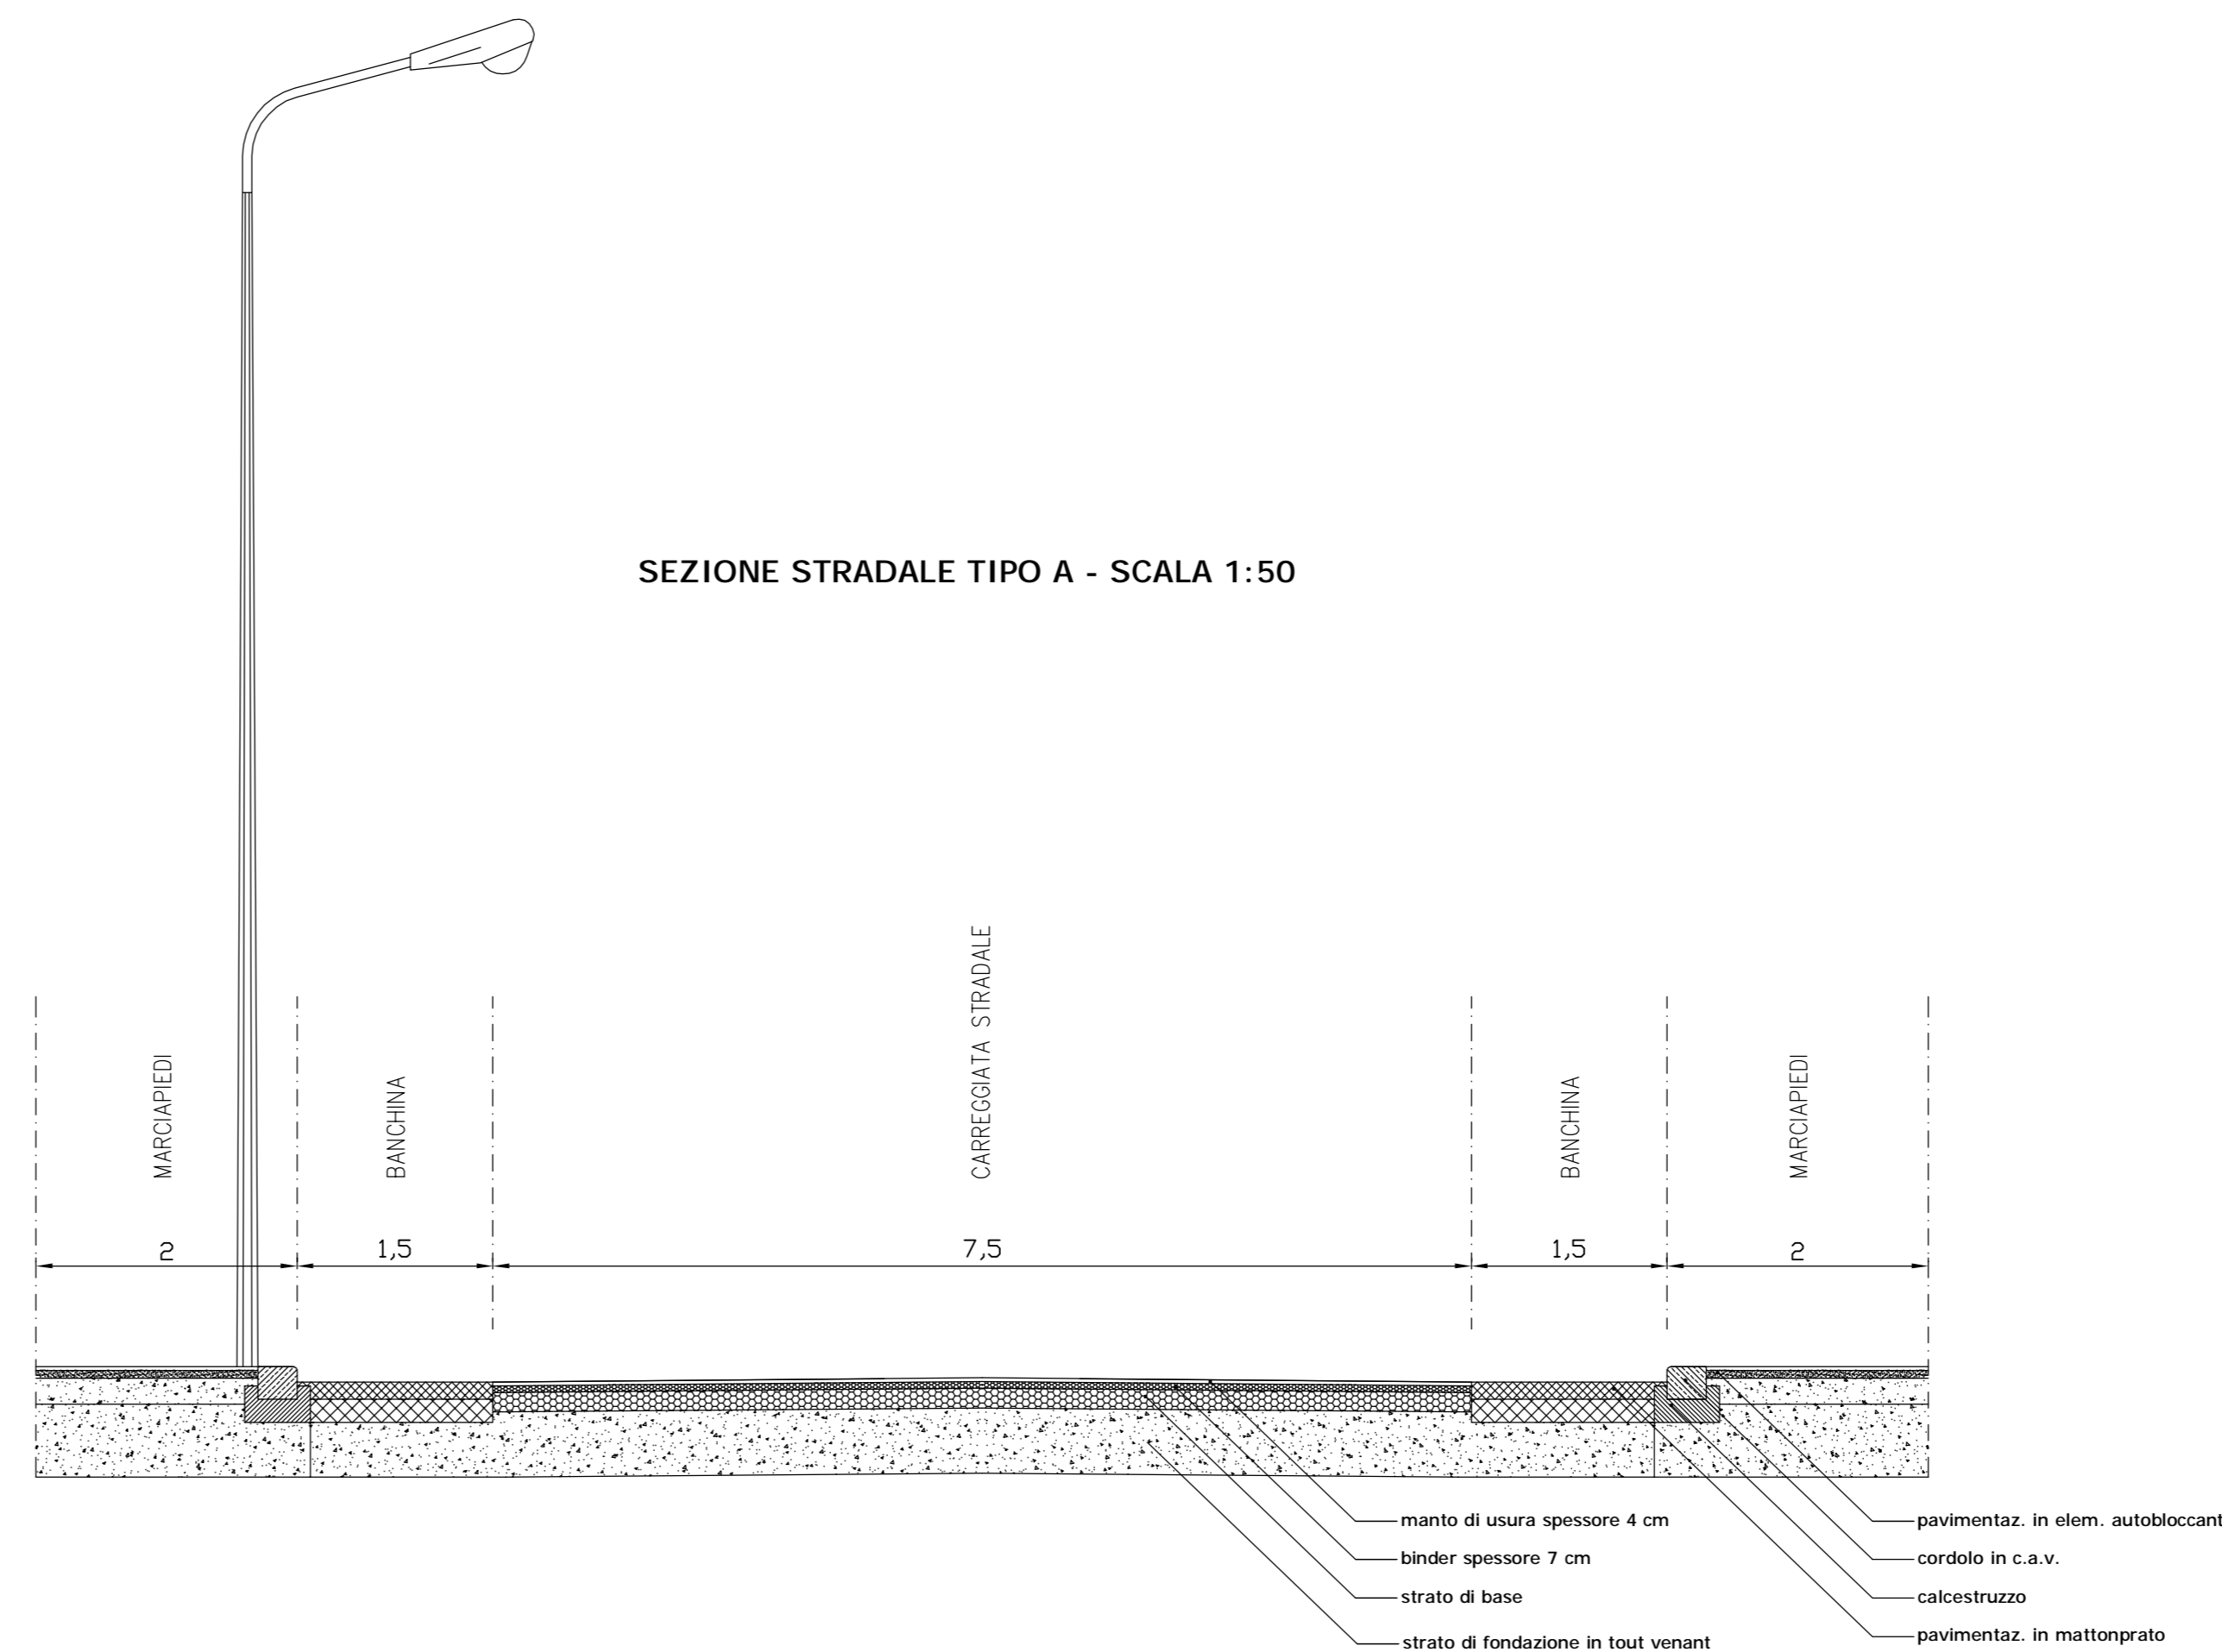 SEZIONE STRADALE TIPO A - SCALA 1:50
MARCIAPIEDI
BANCHINA
CARREGGIATA STRADALE
BANCHINA
MARCIAPIEDI
2
1,5
7,5
1,5
2
manto di usura spessore 4 cm
binder spessore 7 cm
strato di base
strato di fondazione in tout venant
pavimentaz. in elem. autobloccant
cordolo in c.a.v.
calcestruzzo
pavimentaz. in mattonprato